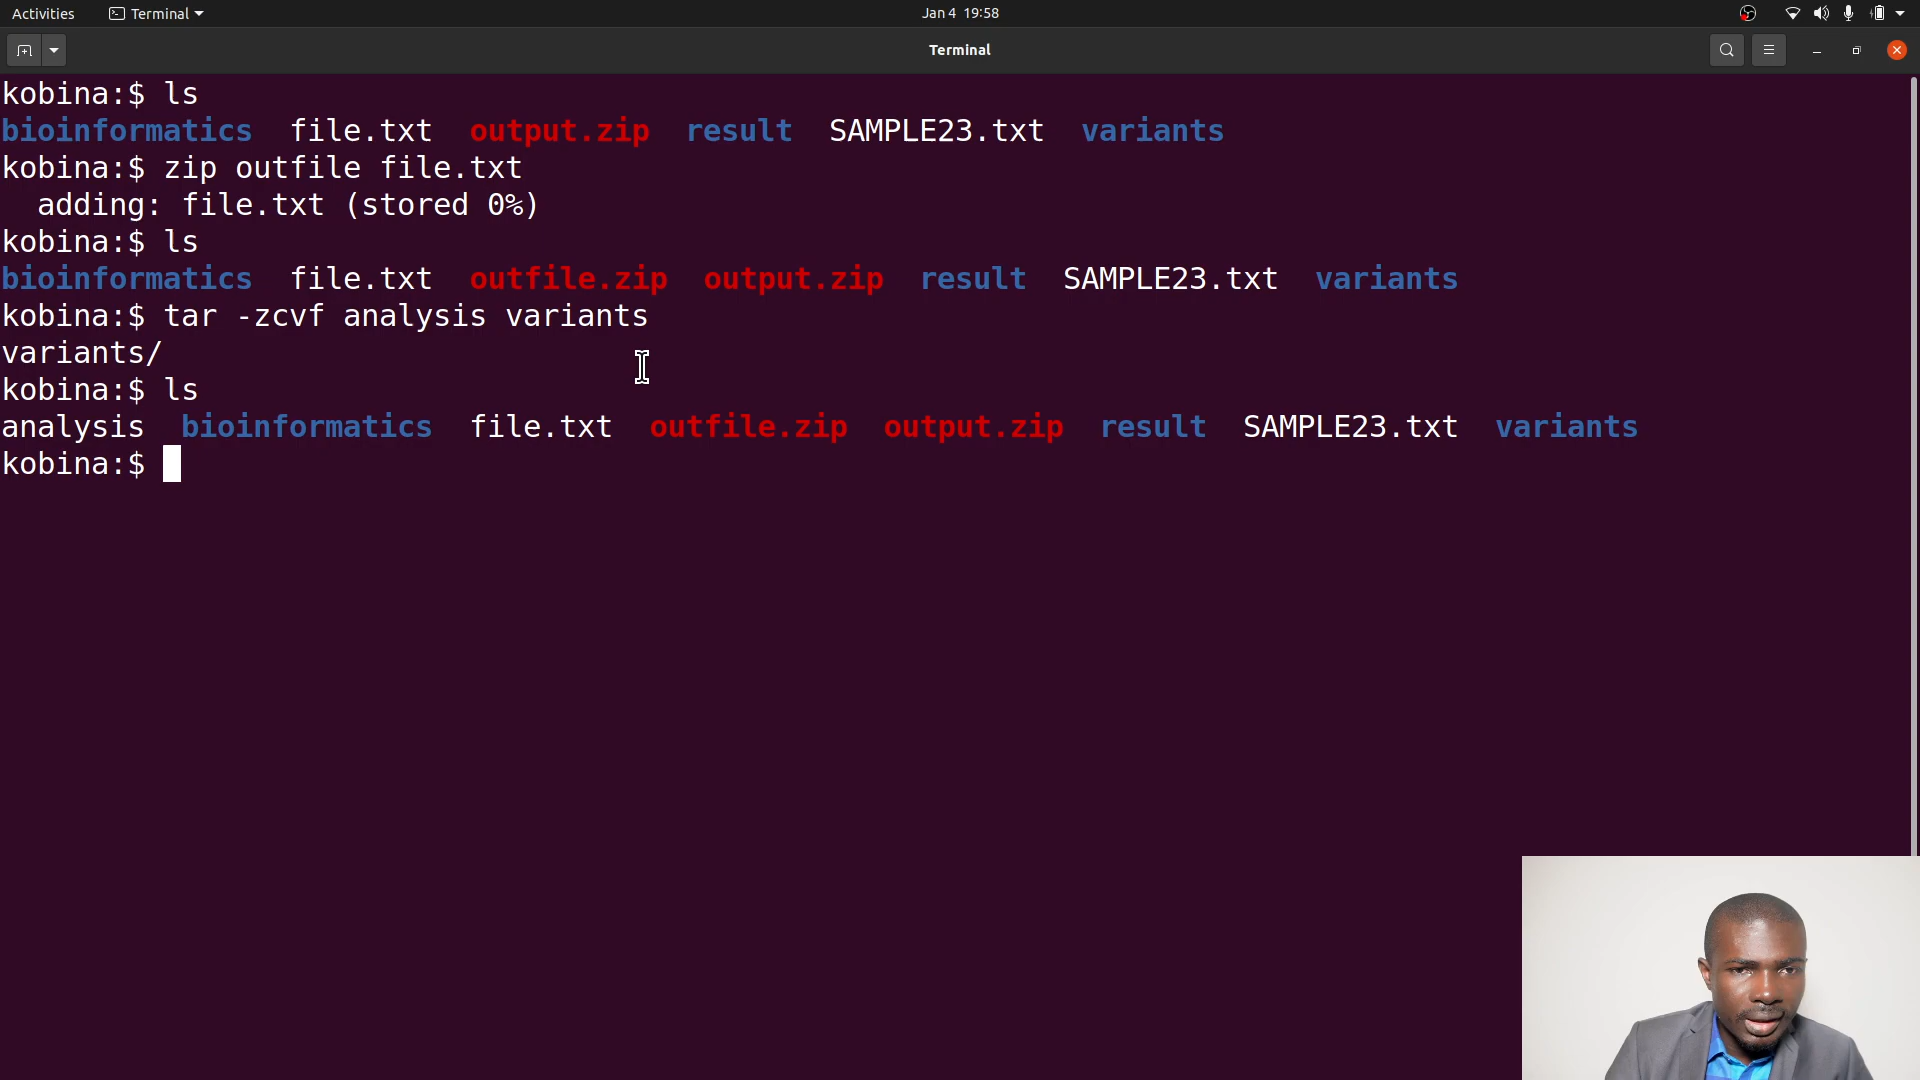 Activities Terminal Jan 4 19:58
Terminal
kobina:$ ls
bioinformatics file.txt output.zip result SAMPLE23.txt variants
kobina:$ zip outfile file.txt
adding: file.txt (stored 0%)
kobina:$ ls
bioinformatics file.txt outfile.zip output.zip result SAMPLE23.txt variants
kobina:$ tar -zcvf analysis variants
variants/
kobina:$ ls
analysis bioinformatics file.txt outfile.zip output.zip result SAMPLE23.txt variants
kobina:$